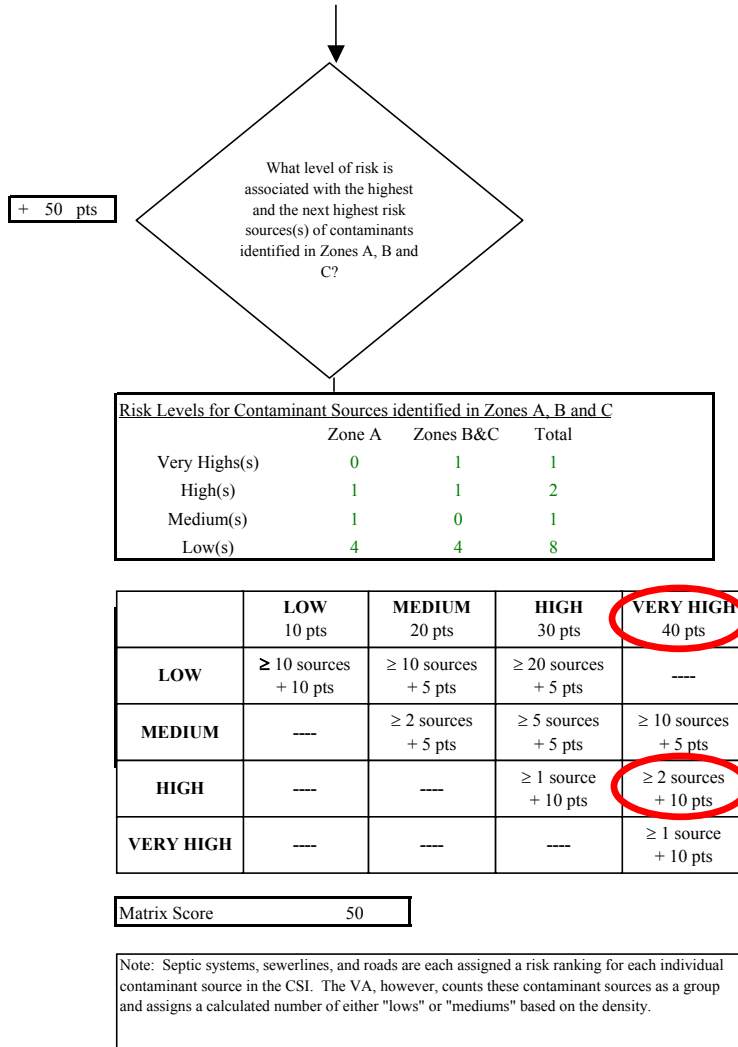 What level of risk is
associated with the highest
and the next highest risk
sources(s) of contaminants
identified in Zones A, B and
C?
+ 50 pts
Risk Levels for Contaminant Sources identified in Zones A, B and C
Zone A Zones B&C Total
Very Highs(s) 0 1 1
High(s) 1 1 2
Medium(s) 1 0 1
Low(s) 4 4 8
LOW MEDIUM HIGH VERY HIGH
10 pts 20 pts 30 pts 40 pts
LOW ≥ 10 sources + 10 pts ≥ 10 sources + 5 pts ≥ 20 sources + 5 pts ----
MEDIUM ---- ≥ 2 sources + 5 pts ≥ 5 sources + 5 pts ≥ 10 sources + 5 pts
HIGH ---- ---- ≥ 1 source + 10 pts ≥ 2 sources + 10 pts
VERY HIGH ---- ---- ---- ≥ 1 source + 10 pts
Matrix Score 50
Note: Septic systems, sewerlines, and roads are each assigned a risk ranking for each individual
contaminant source in the CSI. The VA, however, counts these contaminant sources as a group
and assigns a calculated number of either "lows" or "mediums" based on the density.